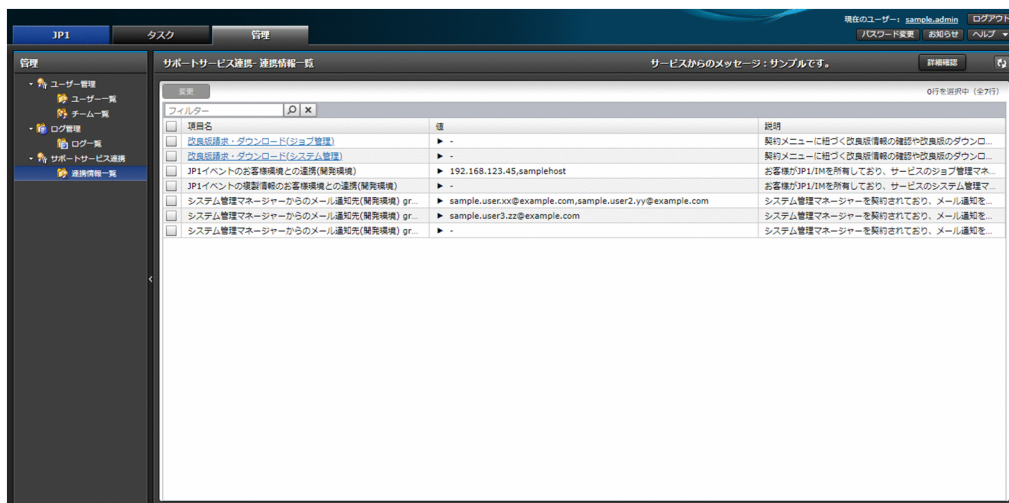 現在のユーザー： sample.admin ログアウト
JP1 タスク 管理 パスワード変更 お知らせ ヘルプ ▼
管理 サポートサービス連携- 連携情報一覧 サービスからのメッセージ：サンプルです。 詳細確認
ユーザー管理
ユーザー一覧
チーム一覧
ログ管理
ログ一覧
サポートサービス連携
連携情報一覧
変更 0行を選択中（全7行）
フィルター
項目名 値 説明
改良版請求・ダウンロード(ジョブ管理) ▶ - 契約メニューに紐づく改良版情報の確認や改良版のダウンロ...
改良版請求・ダウンロード(システム管理) ▶ - 契約メニューに紐づく改良版情報の確認や改良版のダウンロ...
JP1イベントのお客様環境との連携(開発環境) ▶ 192.168.123.45,samplehost お客様がJP1/IMを所有しており、サービスのジョブ管理マネ...
JP1イベントの複製情報のお客様環境との連携(開発環境) ▶ - お客様がJP1/IMを所有しており、サービスのシステム管理マ...
システム管理マネージャーからのメール通知先(開発環境) gr... ▶ sample.user.xx@example.com,sample.user2.yy@example.com システム管理マネージャーを契約されており、メール通知を...
システム管理マネージャーからのメール通知先(開発環境) gr... ▶ sample.user3.zz@example.com システム管理マネージャーを契約されており、メール通知を...
システム管理マネージャーからのメール通知先(開発環境) gr... ▶ - システム管理マネージャーを契約されており、メール通知を...